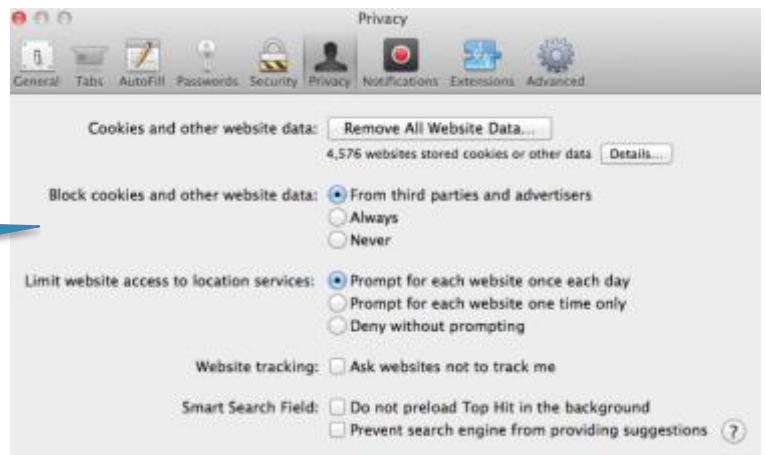 Privacy
General Tabs AutoFill Passwords Security Privacy Notifications Extensions Advanced
Cookies and other website data: Remove All Website Data...
4,576 websites stored cookies or other data Details...
Block cookies and other website data: From third parties and advertisers
Always
Never
Limit website access to location services: Prompt for each website once each day
Prompt for each website one time only
Deny without prompting
Website tracking: Ask websites not to track me
Smart Search Field: Do not preload Top Hit in the background
Prevent search engine from providing suggestions ?